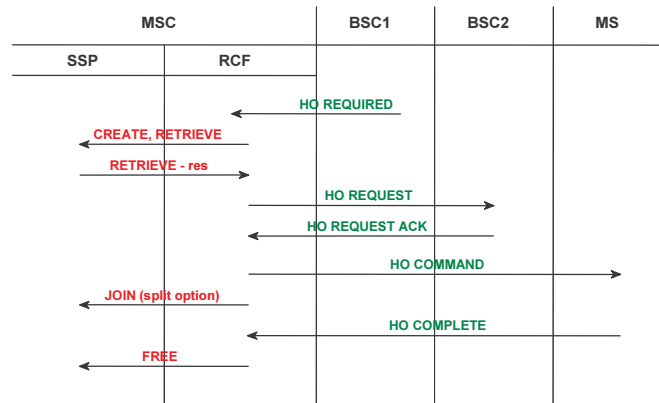 MSC BSC1 BSC2 MS
SSP RCF
HO REQUIRED
CREATE, RETRIEVE
RETRIEVE - res
HO REQUEST
HO REQUEST ACK
HO COMMAND
JOIN (split option)
HO COMPLETE
FREE